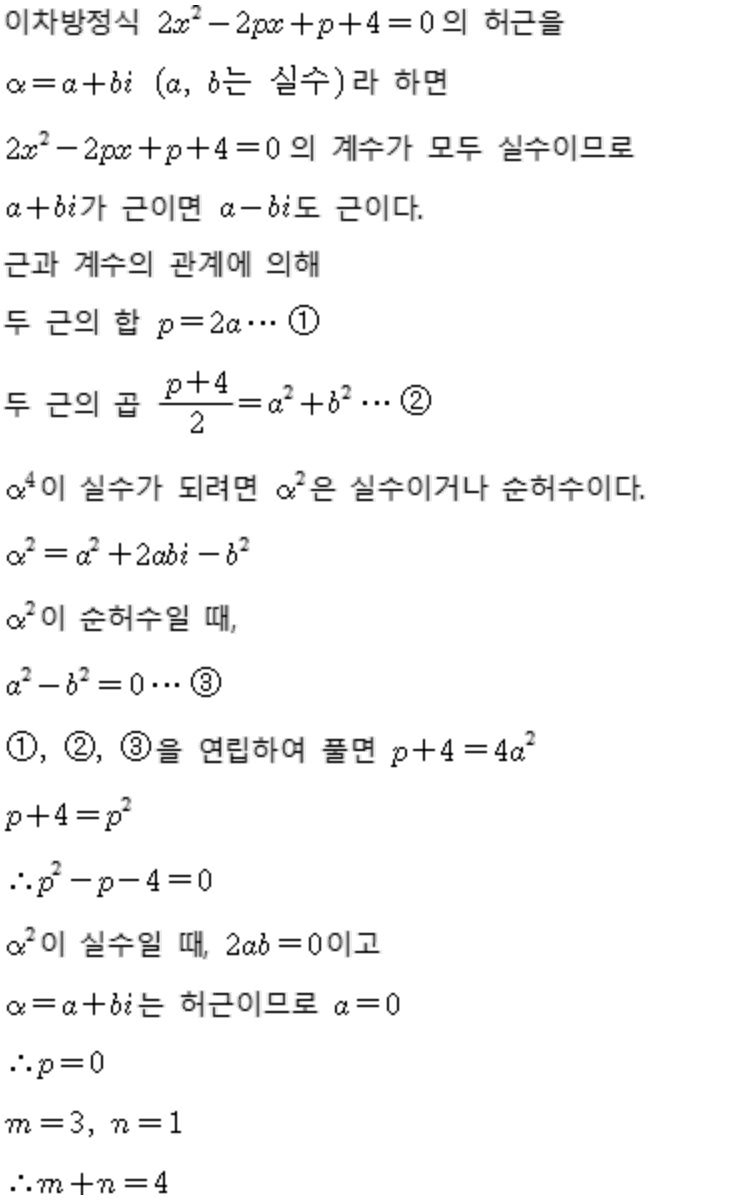 이차방정식 2x² − 2px + p + 4 = 0 의 허근을
α = a + bi (a, b는 실수)라 하면
2x² − 2px + p + 4 = 0 의 계수가 모두 실수이므로
a + bi가 근이면 a − bi도 근이다.
근과 계수의 관계에 의해
두 근의 합 p = 2a ⋯ ①
두 근의 곱 (p+4)/2 = a² + b² ⋯ ②
α⁴이 실수가 되려면 α²은 실수이거나 순허수이다.
α² = a² + 2abi − b²
α²이 순허수일 때,
a² − b² = 0 ⋯ ③
①, ②, ③을 연립하여 풀면 p + 4 = 4a²
p + 4 = p²
∴ p² − p − 4 = 0
α²이 실수일 때, 2ab = 0이고
α = a + bi는 허근이므로 a = 0
∴ p = 0
m = 3, n = 1
∴ m + n = 4